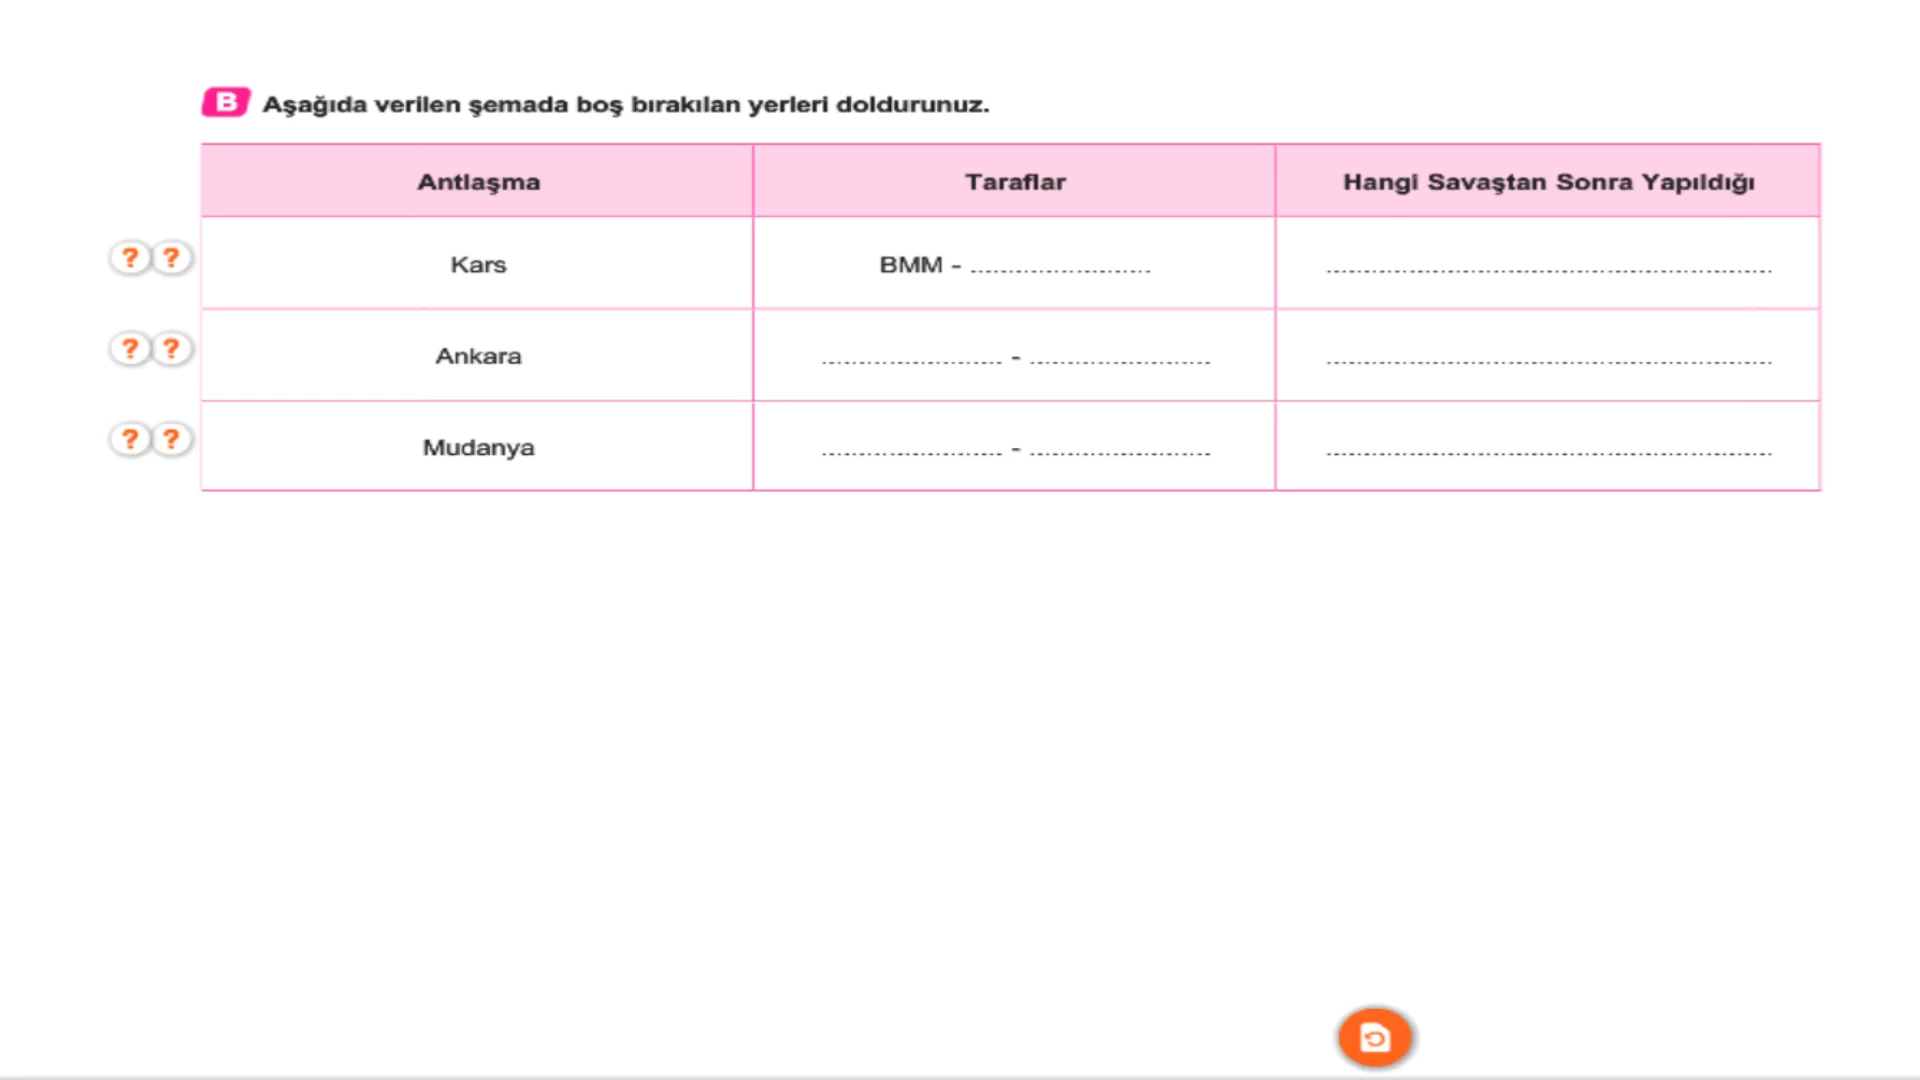 B Aşağıda verilen şemada boş bırakılan yerleri doldurunuz.
Antlaşma Taraflar Hangi Savaştan Sonra Yapıldığı
? ? Kars BMM - ........................ ............................................................
? ? Ankara ........................ - ........................ ............................................................
? ? Mudanya ........................ - ........................ ............................................................